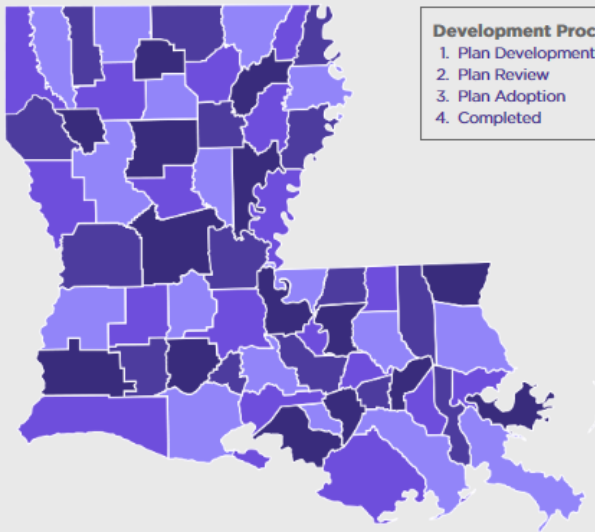 Development Proc
1. Plan Development
2. Plan Review
3. Plan Adoption
4. Completed